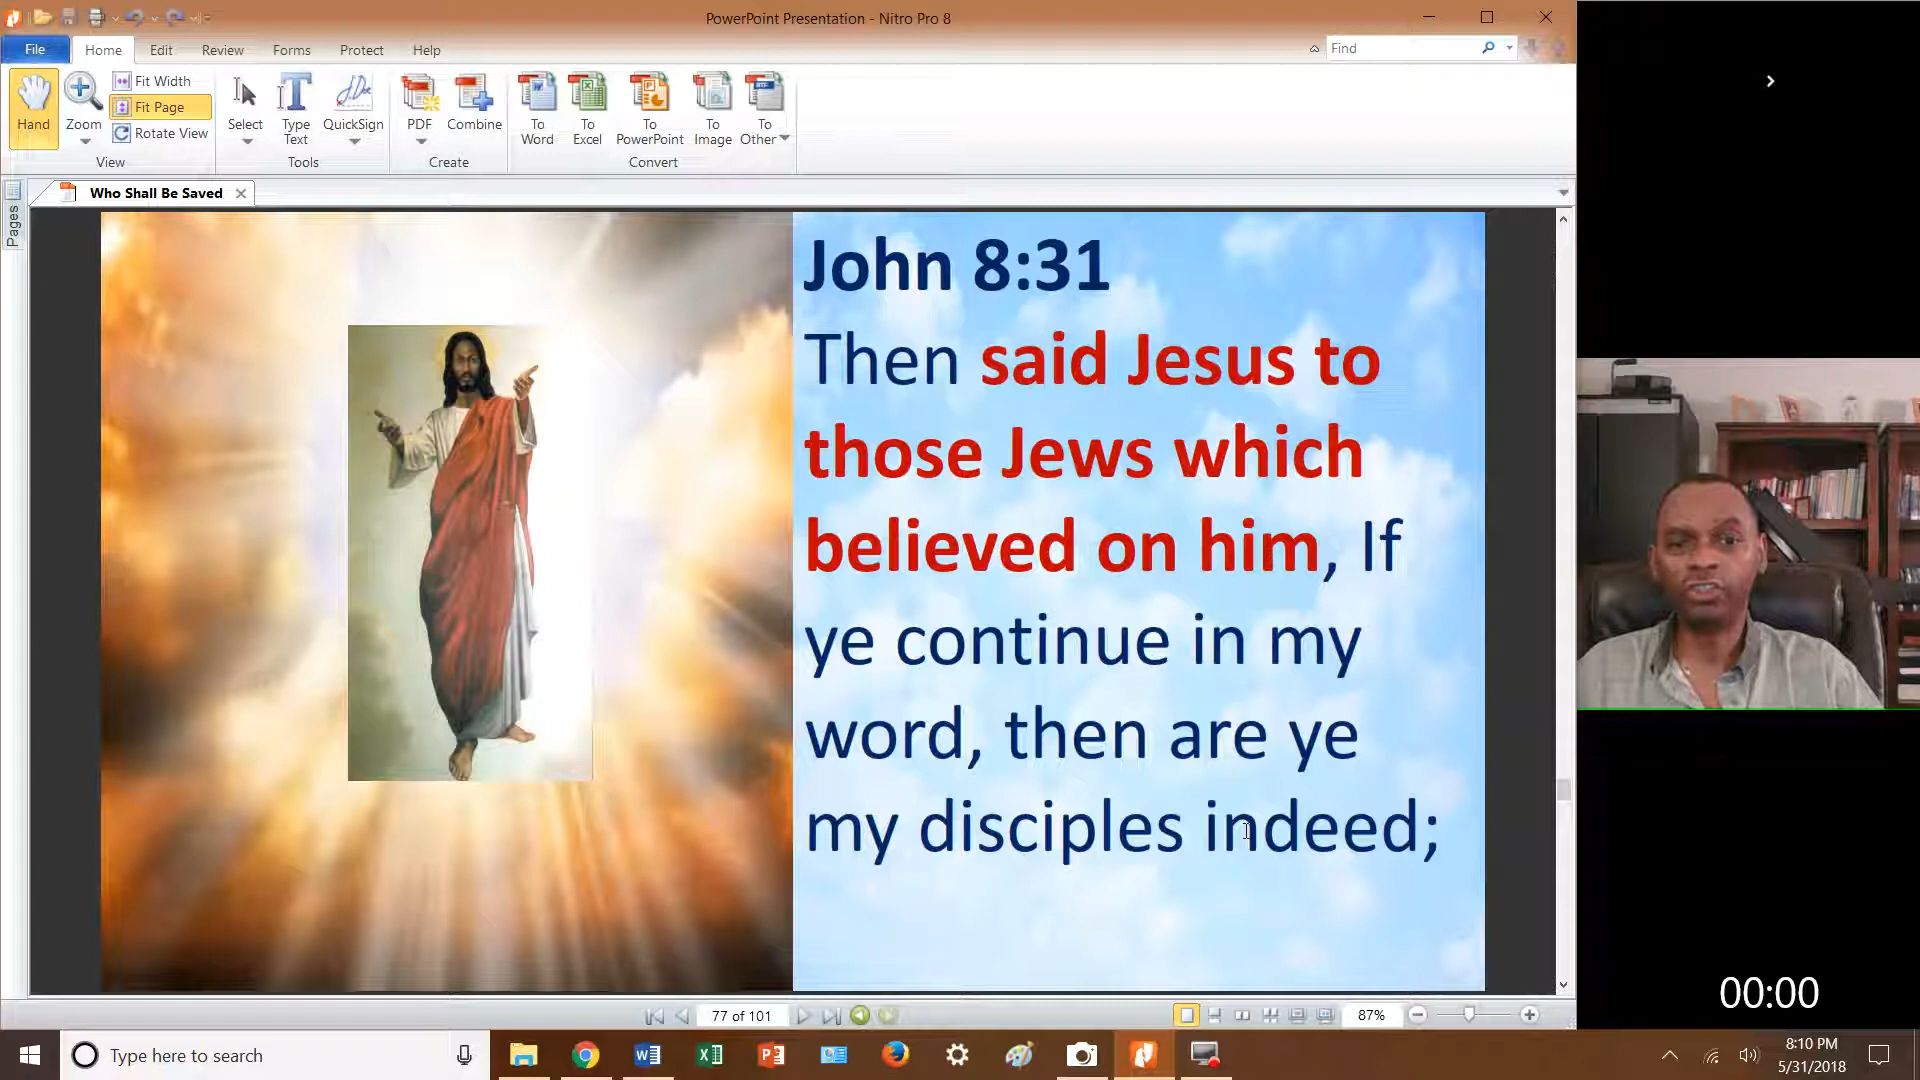 PowerPoint Presentation - Nitro Pro 8
File Home Edit Review Forms Protect Help
Find
Fit Width
Fit Page
Rotate View
Hand Zoom
Select Type Text QuickSign
PDF Combine
To Word To Excel To PowerPoint To Image To Other
View Tools Create Convert
Who Shall Be Saved
Pages
John 8:31
Then said Jesus to
those Jews which
believed on him, If
ye continue in my
word, then are ye
my disciples indeed;
00:00
77 of 101
87%
Type here to search
8:10 PM
5/31/2018